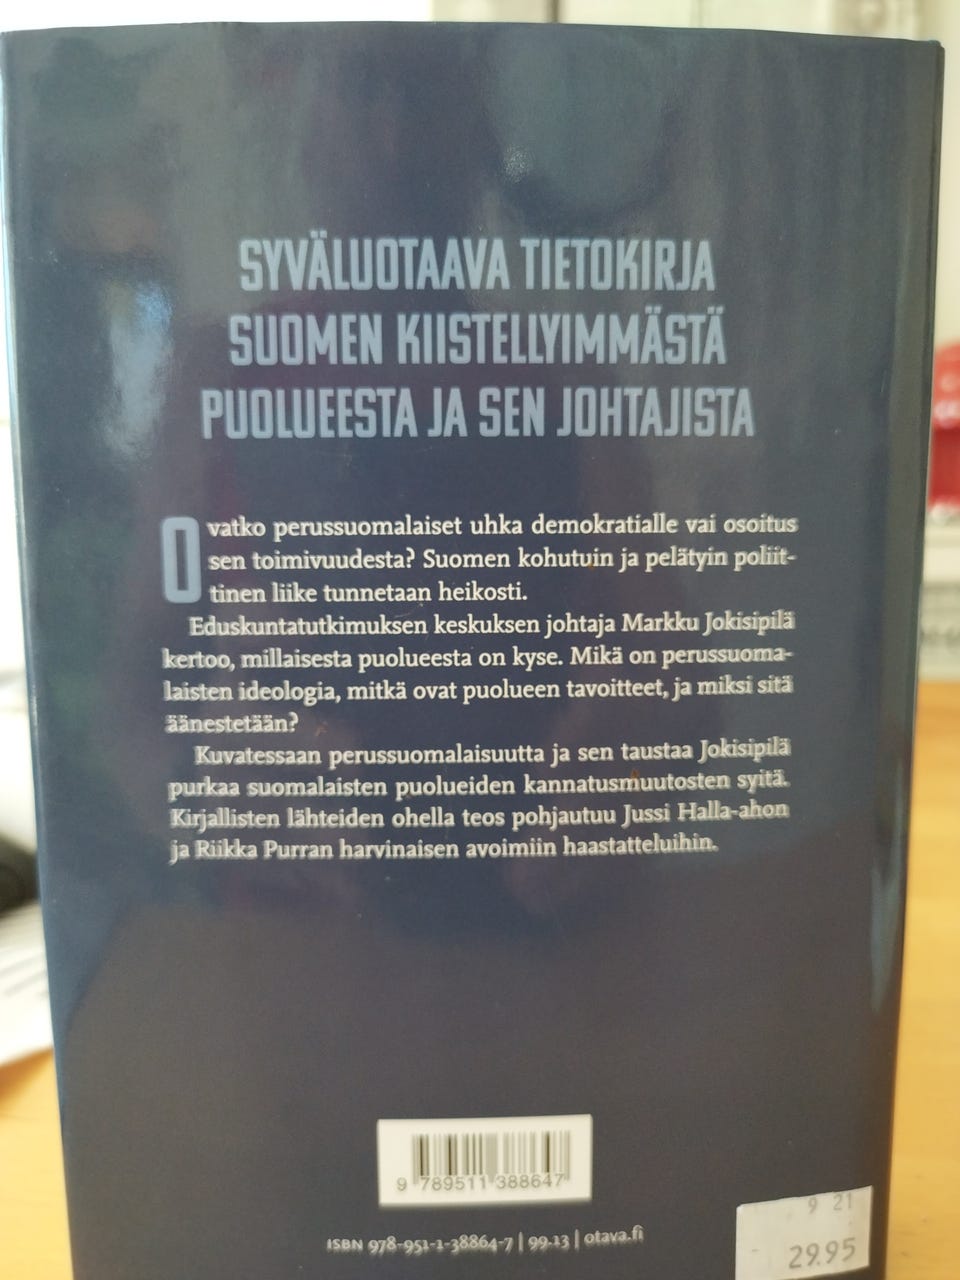 SYVÄLUOTAAVA TIETOKIRJA
SUOMEN KIISTELLYIMMÄSTÄ
PUOLUEESTA JA SEN JOHTAJISTA
Ovatko perussuomalaiset uhka demokratialle vai osoitus
sen toimivuudesta? Suomen kohutuin ja pelätyin poliit-
tinen liike tunnetaan heikosti.
Eduskuntatutkimuksen keskuksen johtaja Markku Jokisipilä
kertoo, millaisesta puolueesta on kyse. Mikä on perussuoma-
laisten ideologia, mitkä ovat puolueen tavoitteet, ja miksi sitä
äänestetään?
Kuvatessaan perussuomalaisuutta ja sen taustaa Jokisipilä
purkaa suomalaisten puolueiden kannatusmuutosten syitä.
Kirjallisten lähteiden ohella teos pohjautuu Jussi Halla-ahon
ja Riikka Purran harvinaisen avoimiin haastatteluihin.
9 789511 388647
ISBN 978-951-1-38864-7 | 99.13 | otava.fi
9 21
29.95